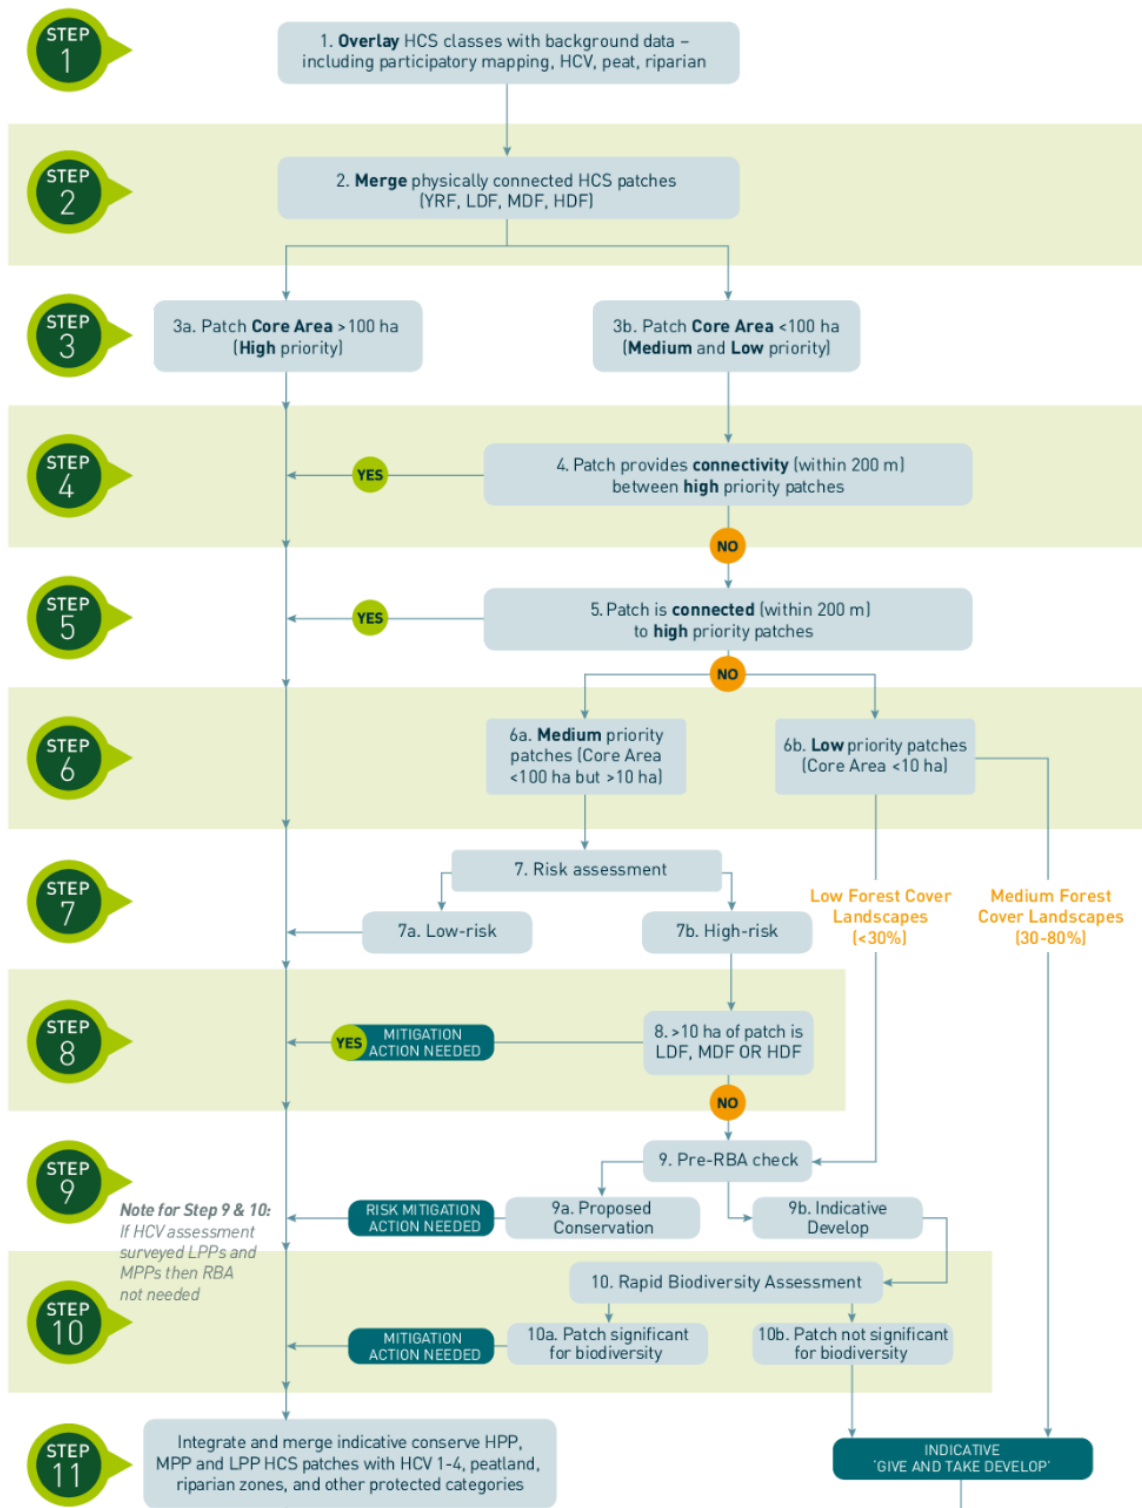 STEP
1
1. Overlay HCS classes with background data –
including participatory mapping, HCV, peat, riparian
STEP
2
2. Merge physically connected HCS patches
(YRF, LDF, MDF, HDF)
STEP
3
3a. Patch Core Area >100 ha
(High priority)
3b. Patch Core Area <100 ha
(Medium and Low priority)
STEP
4
YES
4. Patch provides connectivity (within 200 m)
between high priority patches
NO
STEP
5
YES
5. Patch is connected (within 200 m)
to high priority patches
NO
STEP
6
6a. Medium priority
patches (Core Area
<100 ha but >10 ha)
6b. Low priority patches
(Core Area <10 ha)
STEP
7
7. Risk assessment
7a. Low-risk
7b. High-risk
Low Forest Cover
Landscapes
(<30%)
Medium Forest
Cover Landscapes
(30-80%)
STEP
8
YES
MITIGATION
ACTION NEEDED
8. >10 ha of patch is
LDF, MDF OR HDF
NO
STEP
9
9. Pre-RBA check
Note for Step 9 & 10:
If HCV assessment
surveyed LPPs and
MPPs then RBA
not needed
RISK MITIGATION
ACTION NEEDED
9a. Proposed
Conservation
9b. Indicative
Develop
STEP
10
10. Rapid Biodiversity Assessment
MITIGATION
ACTION NEEDED
10a. Patch significant
for biodiversity
10b. Patch not significant
for biodiversity
STEP
11
Integrate and merge indicative conserve HPP,
MPP and LPP HCS patches with HCV 1-4, peatland,
riparian zones, and other protected categories
INDICATIVE
'GIVE AND TAKE DEVELOP'